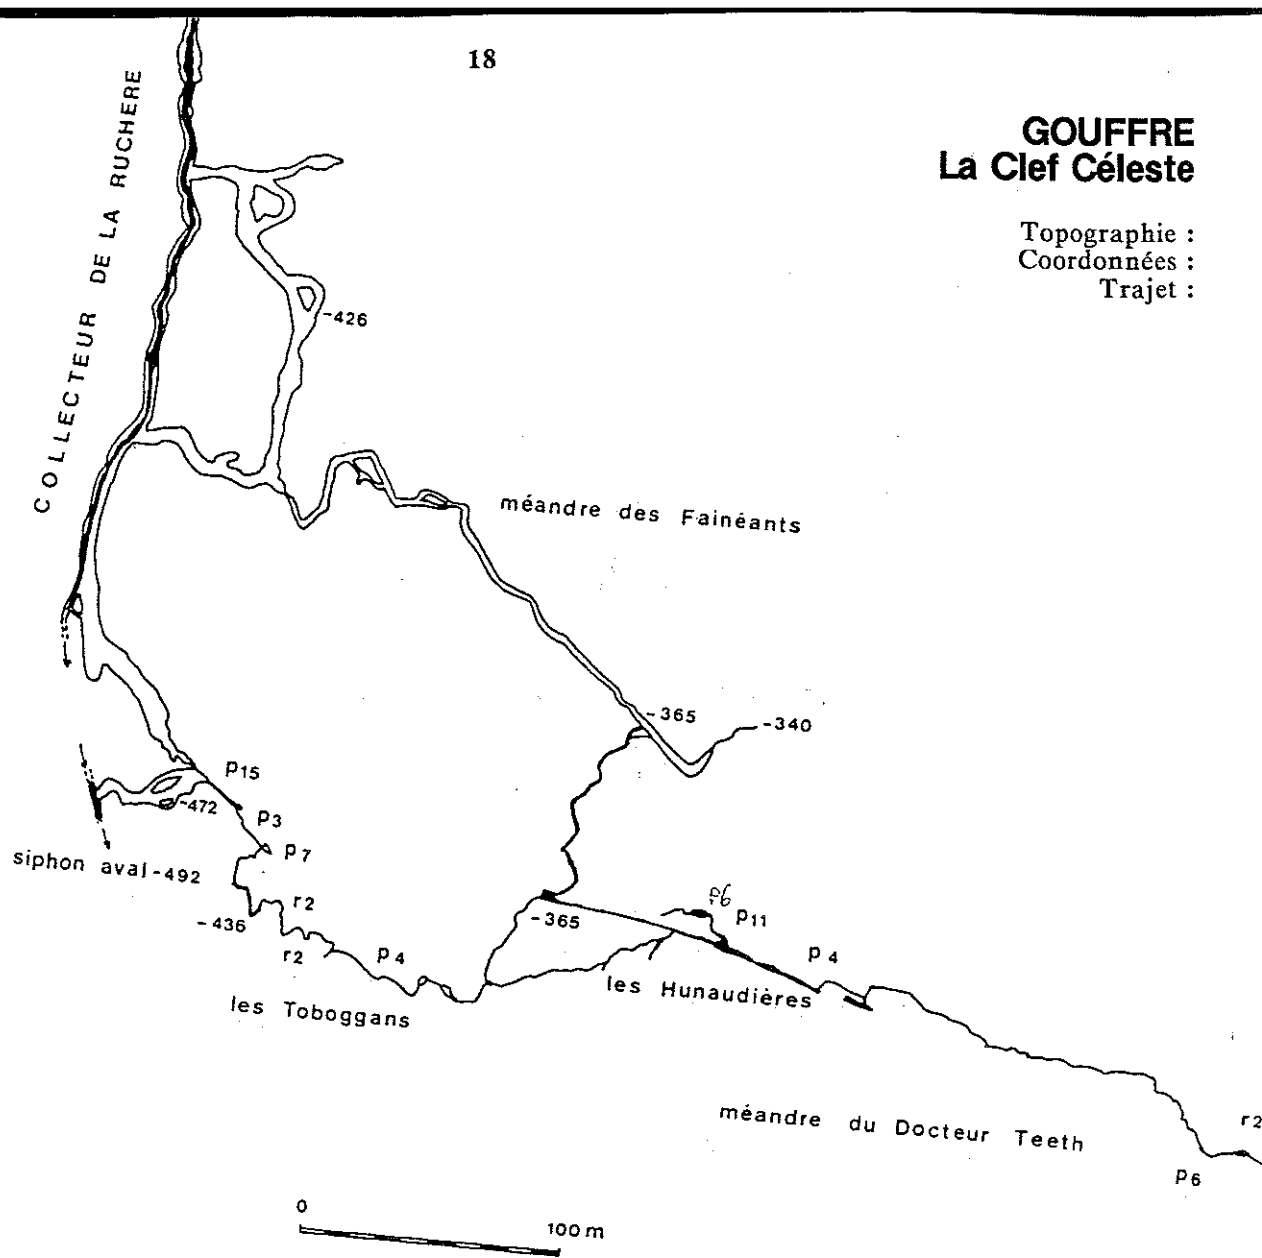 18
GOUFFRE
La Clef Céleste
Topographie :
Coordonnées :
Trajet :
COLLECTEUR DE LA RUCHERE
-426
méandre des Fainéants
-365
-340
p15
-472
p3
p7
siphon aval-492
-436
r2
r2
p4
les Toboggans
-365
p6
p11
p4
les Hunaudières
méandre du Docteur Teeth
r2
p6
0
100 m